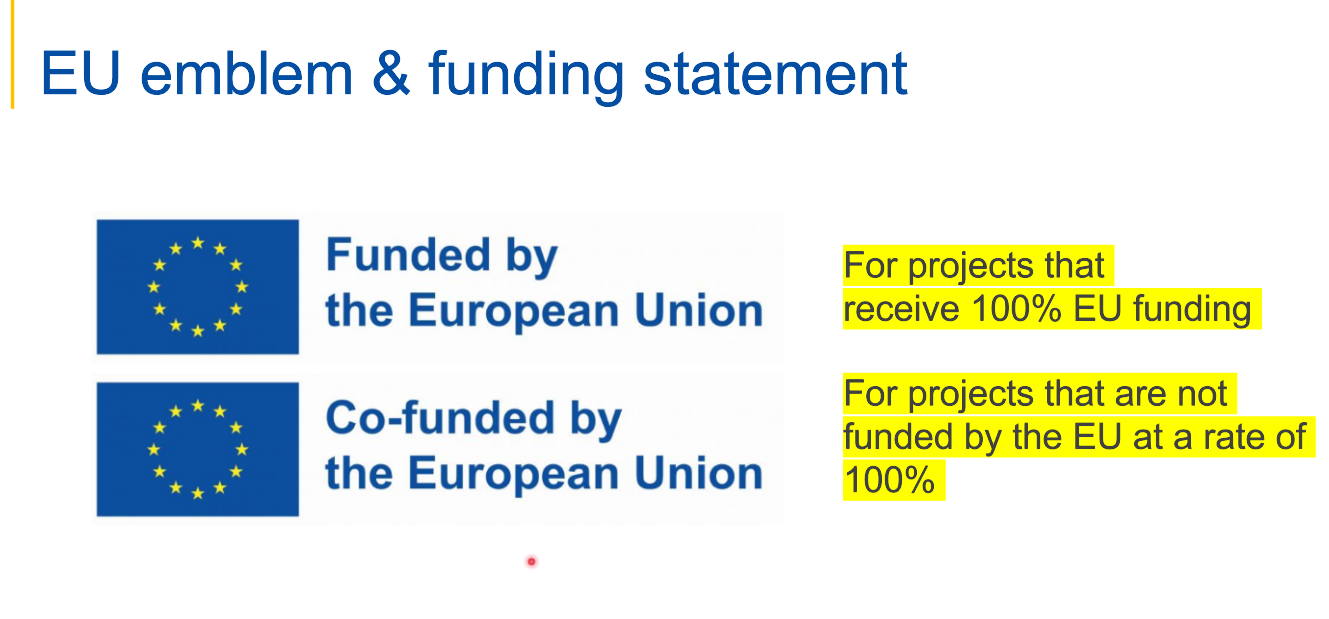 EU emblem & funding statement
Funded by
the European Union
For projects that
receive 100% EU funding
Co-funded by
the European Union
For projects that are not
funded by the EU at a rate of
100%